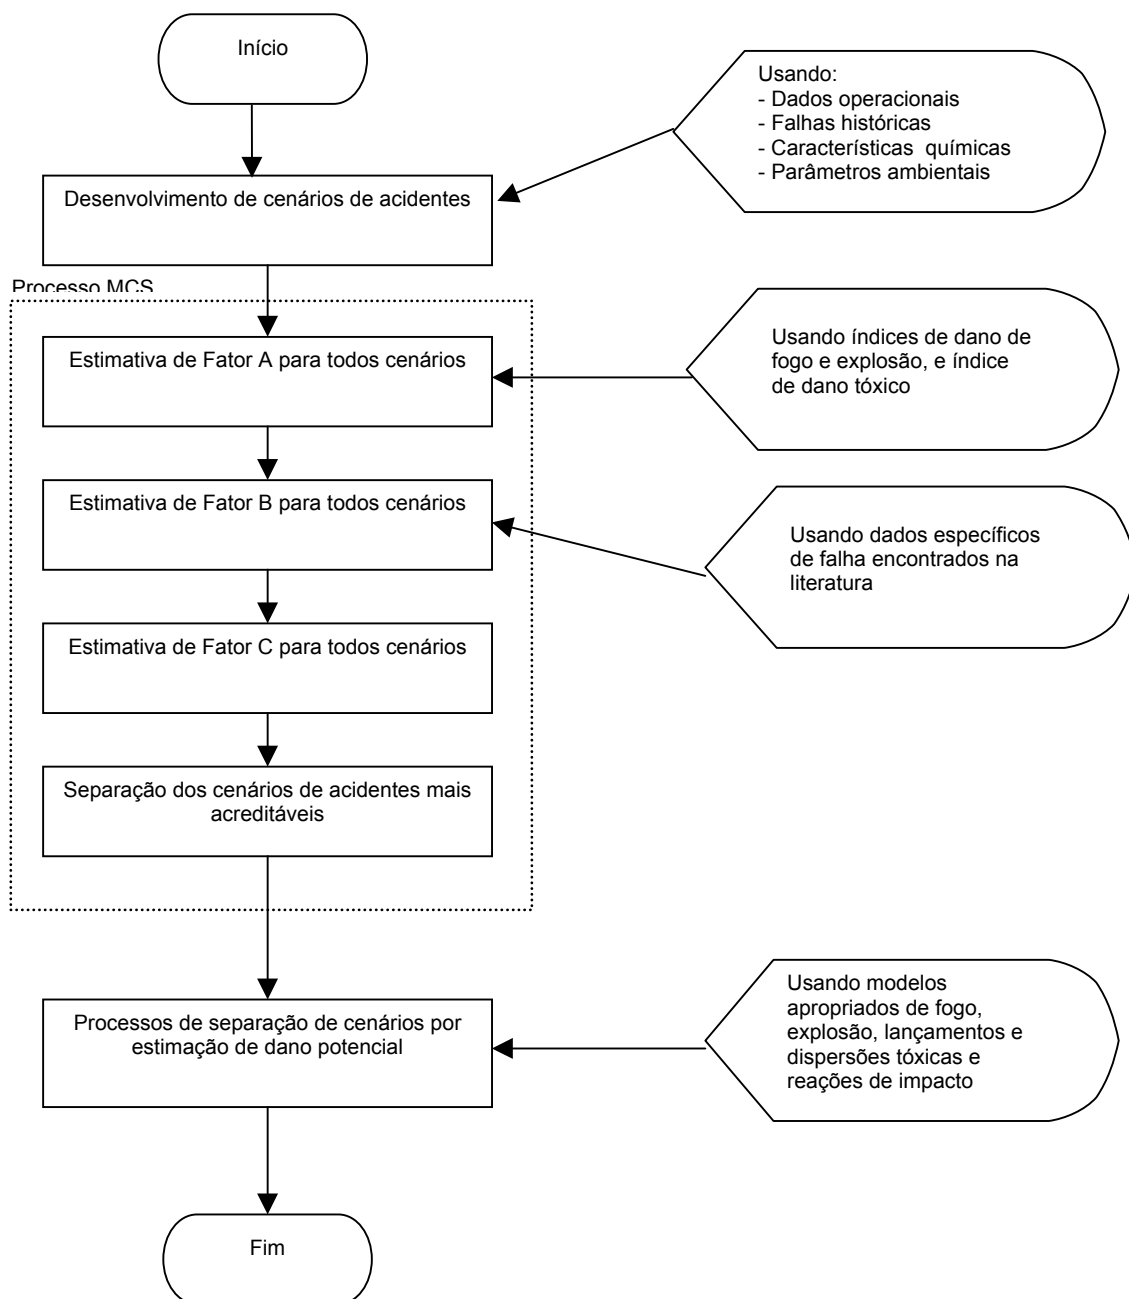 Início
Usando:
- Dados operacionais
- Falhas históricas
- Características químicas
- Parâmetros ambientais
Desenvolvimento de cenários de acidentes
Processo MCS
Estimativa de Fator A para todos cenários
Usando índices de dano de
fogo e explosão, e índice
de dano tóxico
Estimativa de Fator B para todos cenários
Usando dados específicos
de falha encontrados na
literatura
Estimativa de Fator C para todos cenários
Separação dos cenários de acidentes mais
acreditáveis
Processos de separação de cenários por
estimação de dano potencial
Usando modelos
apropriados de fogo,
explosão, lançamentos e
dispersões tóxicas e
reações de impacto
Fim